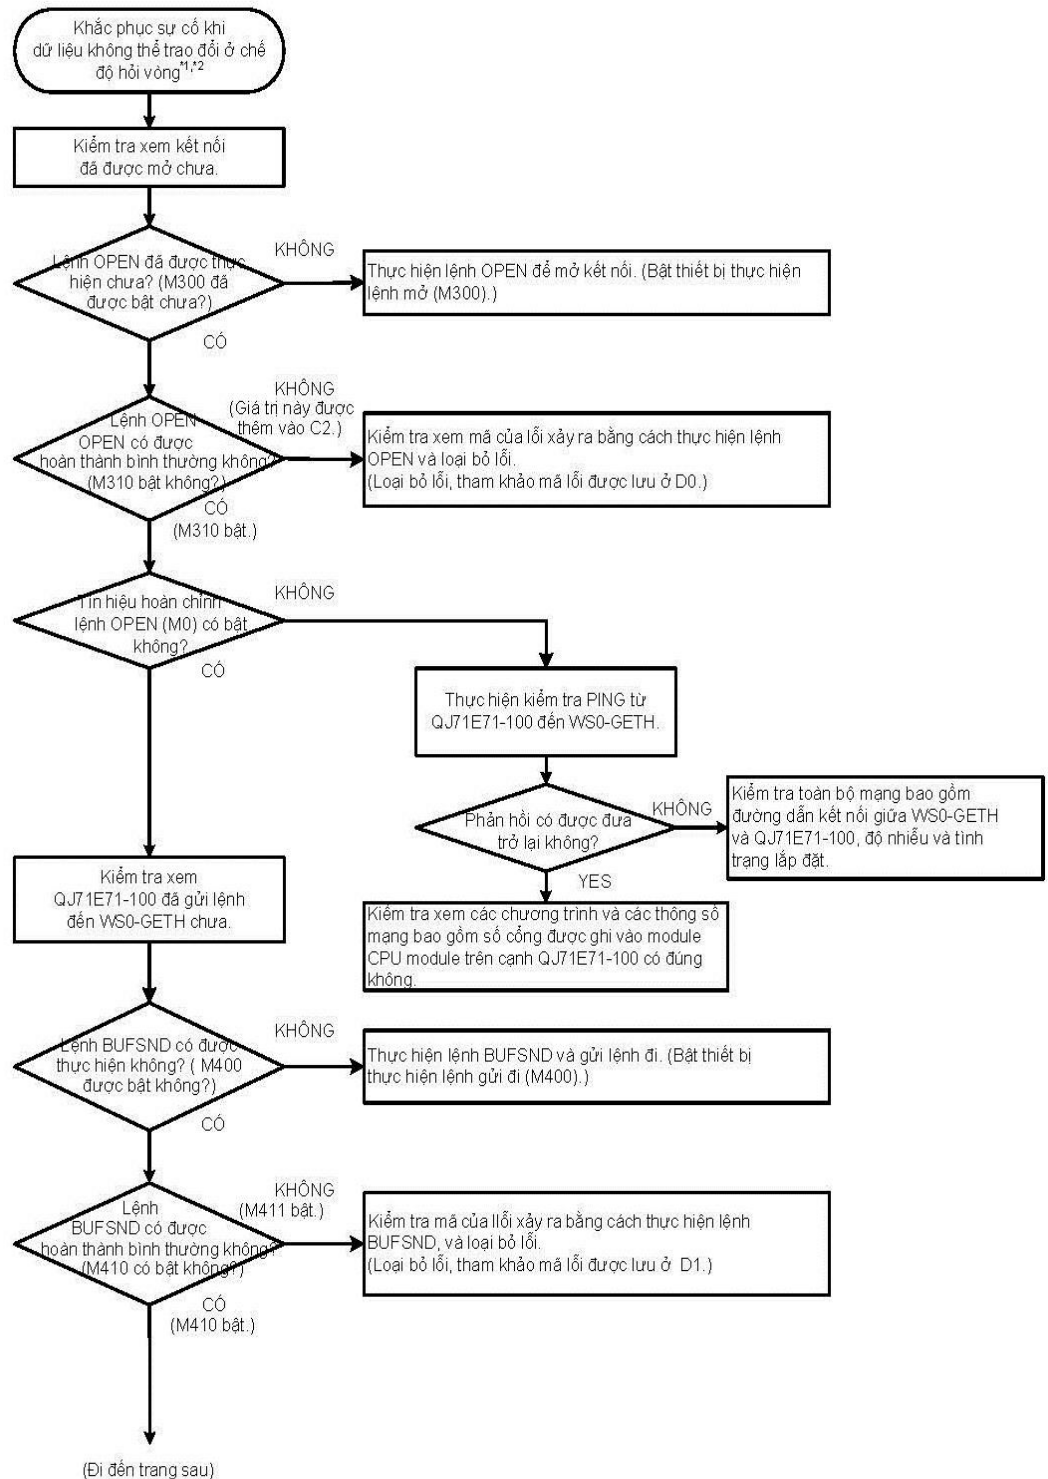 Khắc phục sự cố khi
dữ liệu không thể trao đổi ở chế
độ hỏi vòng*1,*2
Kiểm tra xem kết nối
đã được mở chưa.
Lệnh OPEN đã được thực
hiện chưa? (M300 đã
được bật chưa?)
KHÔNG
Thực hiện lệnh OPEN để mở kết nối. (Bật thiết bị thực hiện
lệnh mở (M300).)
CÓ
KHÔNG
(Giá trị này được
thêm vào C2.)
Lệnh OPEN
OPEN có được
hoàn thành bình thường không?
(M310 bật không?)
Kiểm tra xem mã của lỗi xảy ra bằng cách thực hiện lệnh
OPEN và loại bỏ lỗi.
(Loại bỏ lỗi, tham khảo mã lỗi được lưu ở D0.)
CÓ
(M310 bật.)
Tín hiệu hoàn chỉnh
lệnh OPEN (M0) có bật
không?
KHÔNG
CÓ
Thực hiện kiểm tra PING từ
QJ71E71-100 đến WS0-GETH.
Phản hồi có được đưa
trở lại không?
KHÔNG
Kiểm tra toàn bộ mạng bao gồm
đường dẫn kết nối giữa WS0-GETH
và QJ71E71-100, độ nhiễu và tình
trạng lắp đặt.
YES
Kiểm tra xem các chương trình và các thông số
mạng bao gồm số cổng được ghi vào module
CPU module trên cạnh QJ71E71-100 có đúng
không.
Kiểm tra xem
QJ71E71-100 đã gửi lệnh
đến WS0-GETH chưa.
Lệnh BUFSND có được
thực hiện không? ( M400
được bật không?)
KHÔNG
Thực hiện lệnh BUFSND và gửi lệnh đi. (Bật thiết bị
thực hiện lệnh gửi đi (M400).)
CÓ
KHÔNG
(M411 bật.)
Lệnh
BUFSND có được
hoàn thành bình thường không?
(M410 có bật không?)
Kiểm tra mã của llỗi xảy ra bằng cách thực hiện lệnh
BUFSND, và loại bỏ lỗi.
(Loại bỏ lỗi, tham khảo mã lỗi được lưu ở D1.)
CÓ
(M410 bật.)
(Đi đến trang sau)